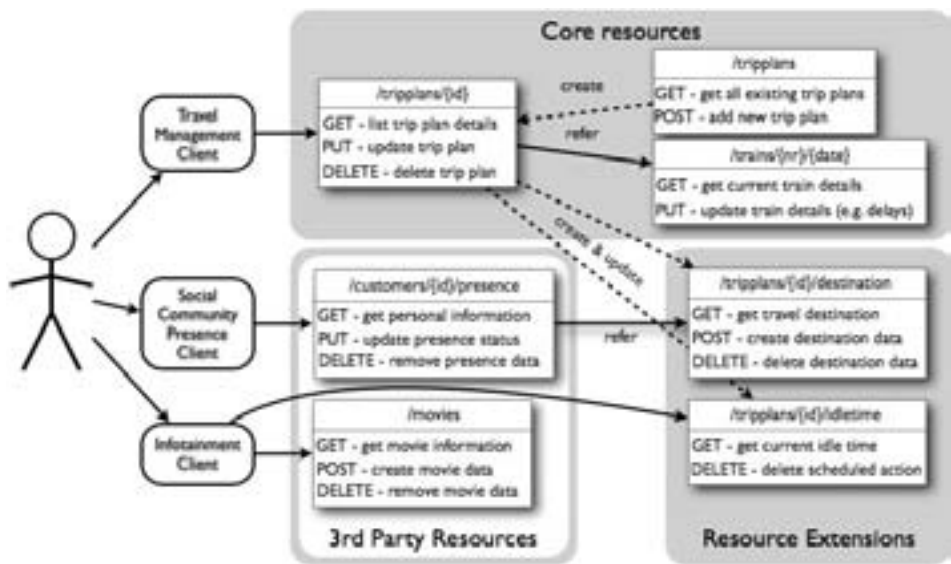 Core resources
/tripplans
GET - get all existing trip plans
POST - add new trip plan
create
/tripplans/{id}
GET - list trip plan details
PUT - update trip plan
DELETE - delete trip plan
refer
/trains/{nr}/{date}
GET - get current train details
PUT - update train details (e.g. delays)
Travel
Management
Client
create & update
Social
Community
Presence
Client
/customers/{id}/presence
GET - get personal information
PUT - update presence status
DELETE - remove presence data
refer
/tripplans/{id}/destination
GET - get travel destination
POST - create destination data
DELETE - delete destination data
Infotainment
Client
/movies
GET - get movie information
POST - create movie data
DELETE - remove movie data
/tripplans/{id}/idletime
GET - get current idle time
DELETE - delete scheduled action
3rd Party Resources
Resource Extensions